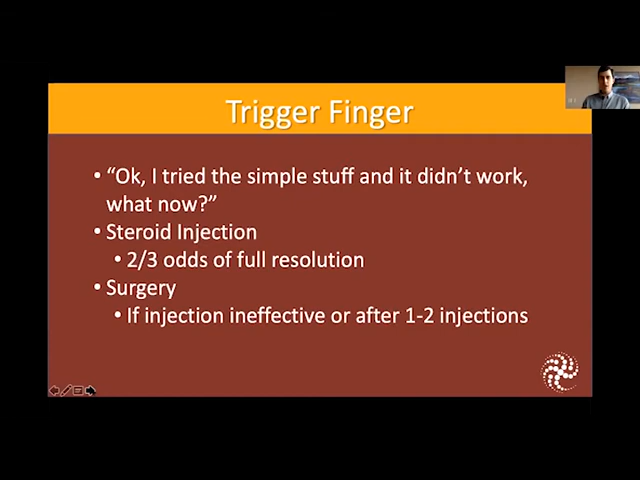 Trigger Finger
• “Ok, I tried the simple stuff and it didn’t work,
what now?”
• Steroid Injection
• 2/3 odds of full resolution
• Surgery
• If injection ineffective or after 1-2 injections